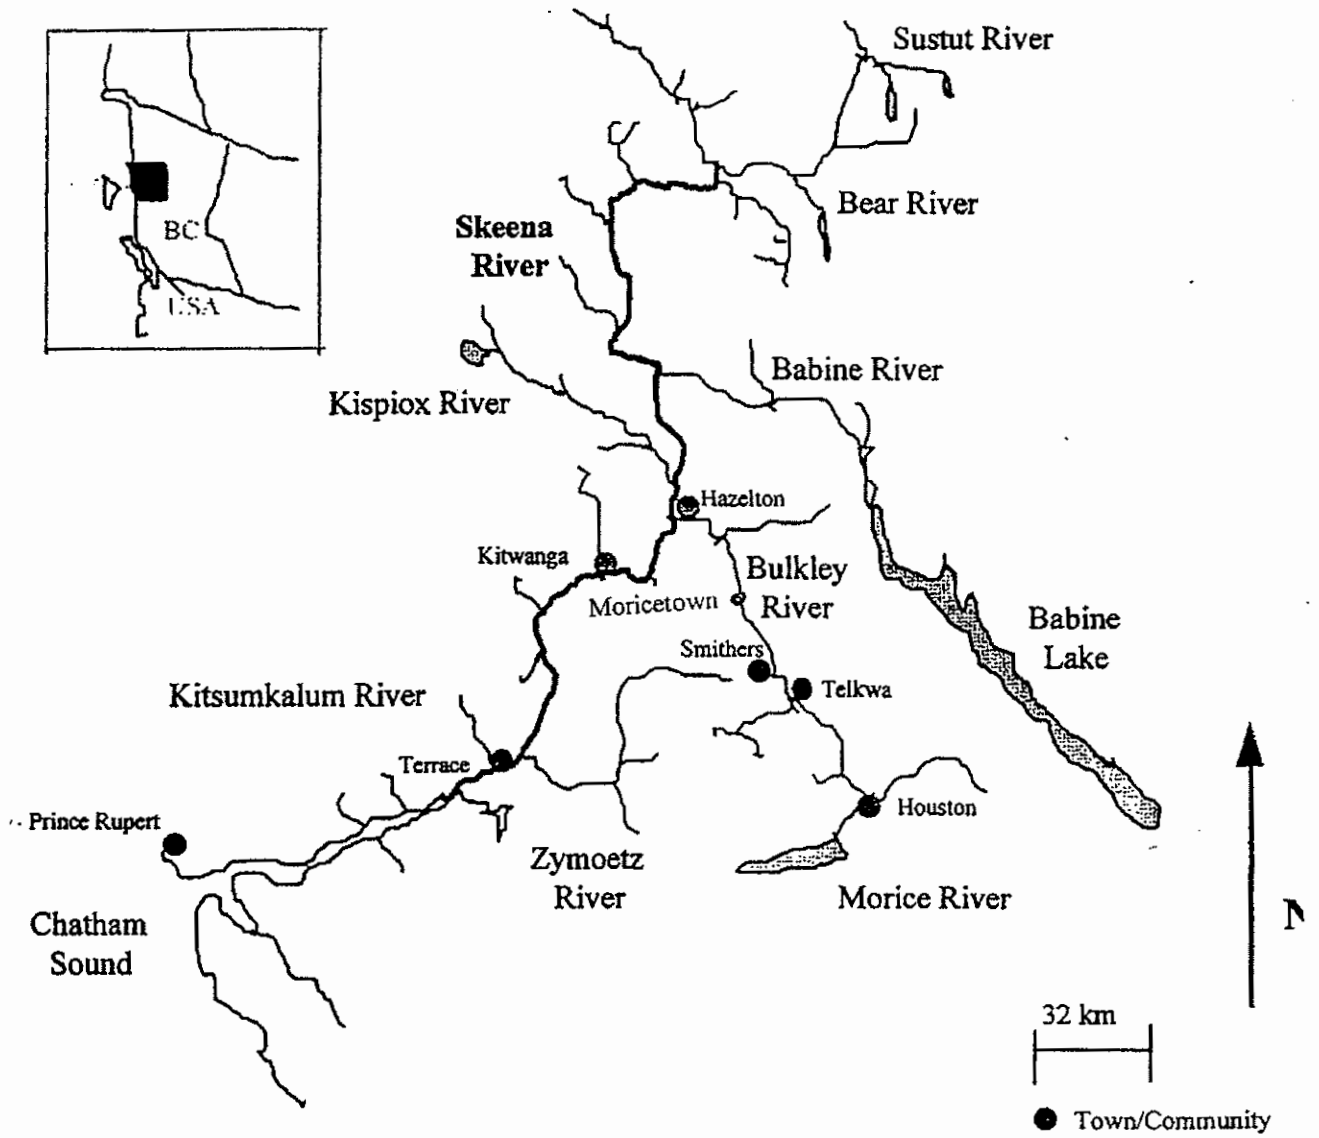 Sustut River
Bear River
Skeena
River
BC
USA
Babine River
Kispiox River
Hazelton
Kitwanga
Bulkley
River
Moricetown
Babine
Lake
Smithers
Telkwa
Kitsumkalum River
Terrace
Houston
Prince Rupert
Zymoetz
River
Morice River
Chatham
Sound
N
32 km
Town/Community